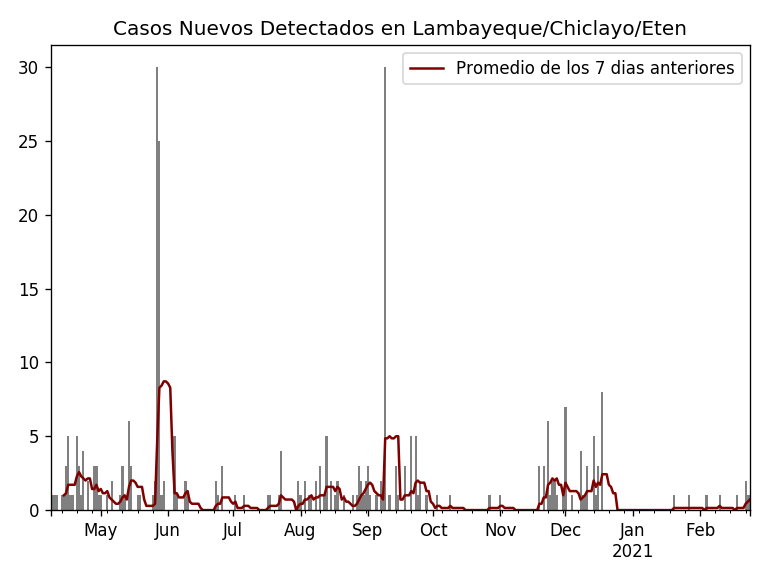 Casos Nuevos Detectados en Lambayeque/Chiclayo/Eten
Promedio de los 7 dias anteriores
30
25
20
15
10
5
0
May Jun Jul Aug Sep Oct Nov Dec Jan Feb
2021